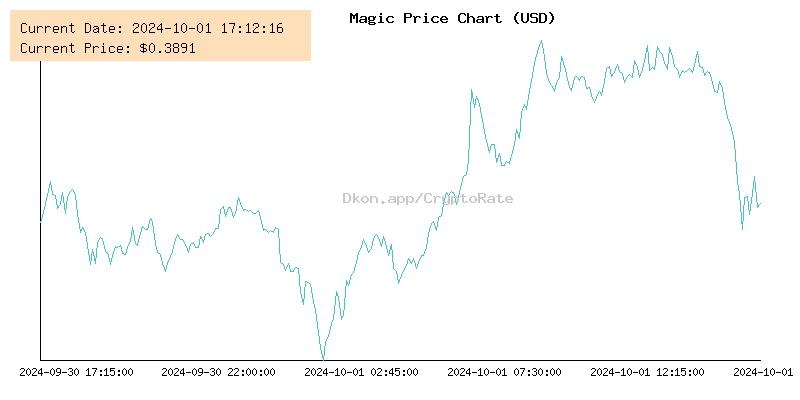 Magic Price Chart (USD)
Current Date: 2024-10-01 17:12:16
Current Price: $0.3891
Dkon.app/CryptoRate
2024-09-30 17:15:00 2024-09-30 22:00:00 2024-10-01 02:45:00 2024-10-01 07:30:00 2024-10-01 12:15:00 2024-10-01